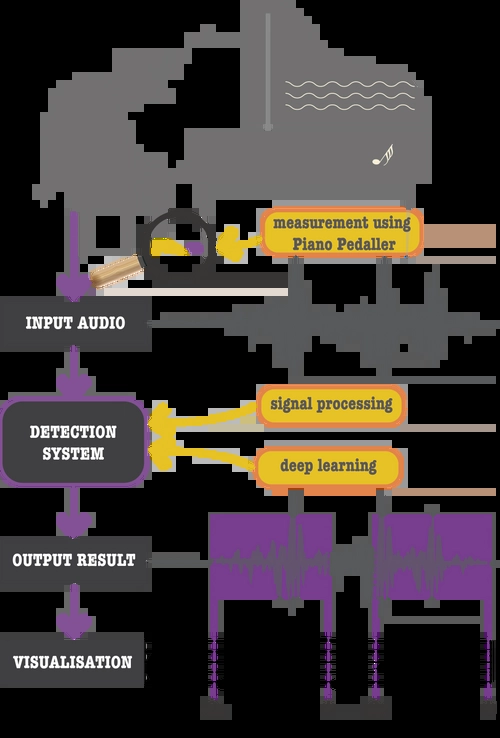 measurement using
Piano Pedaller
INPUT AUDIO
signal processing
DETECTION
SYSTEM
deep learning
OUTPUT RESULT
VISUALISATION